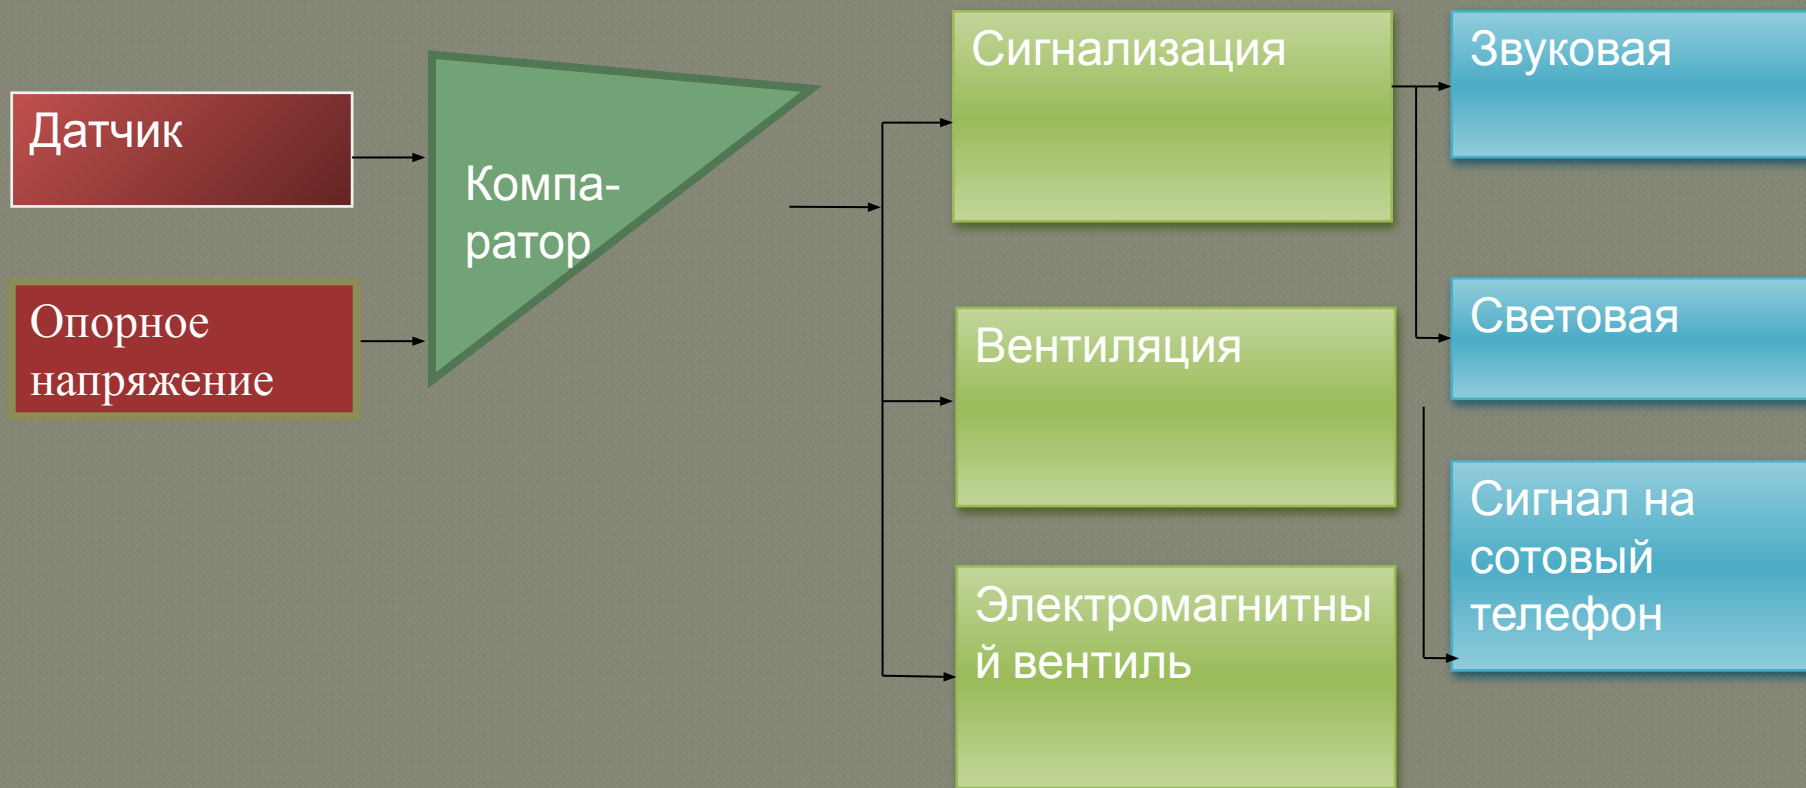 Датчик
Опорное
напряжение
Компа-
ратор
Сигнализация
Вентиляция
Электромагнитны
й вентиль
Звуковая
Световая
Сигнал на
сотовый
телефон